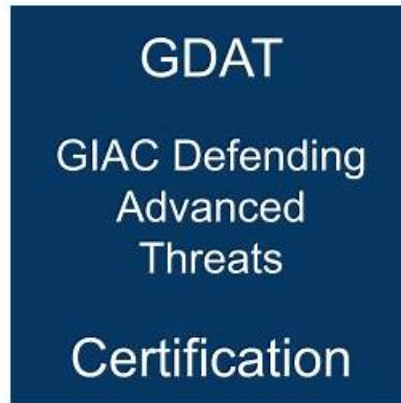 GDAT
GIAC Defending
Advanced
Threats
Certification